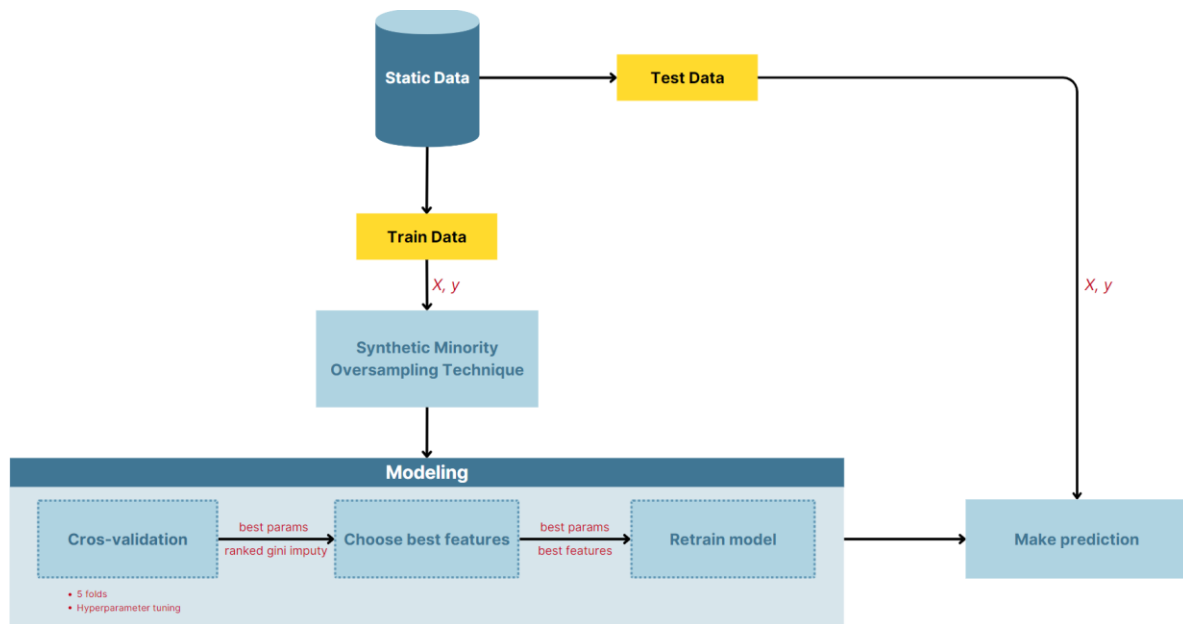 Static Data
Test Data
Train Data
X, y
X, y
Synthetic Minority
Oversampling Technique
Modeling
Cros-validation
best params
ranked gini imputy
Choose best features
best params
best features
Retrain model
Make prediction
• 5 folds
• Hyperparameter tuning